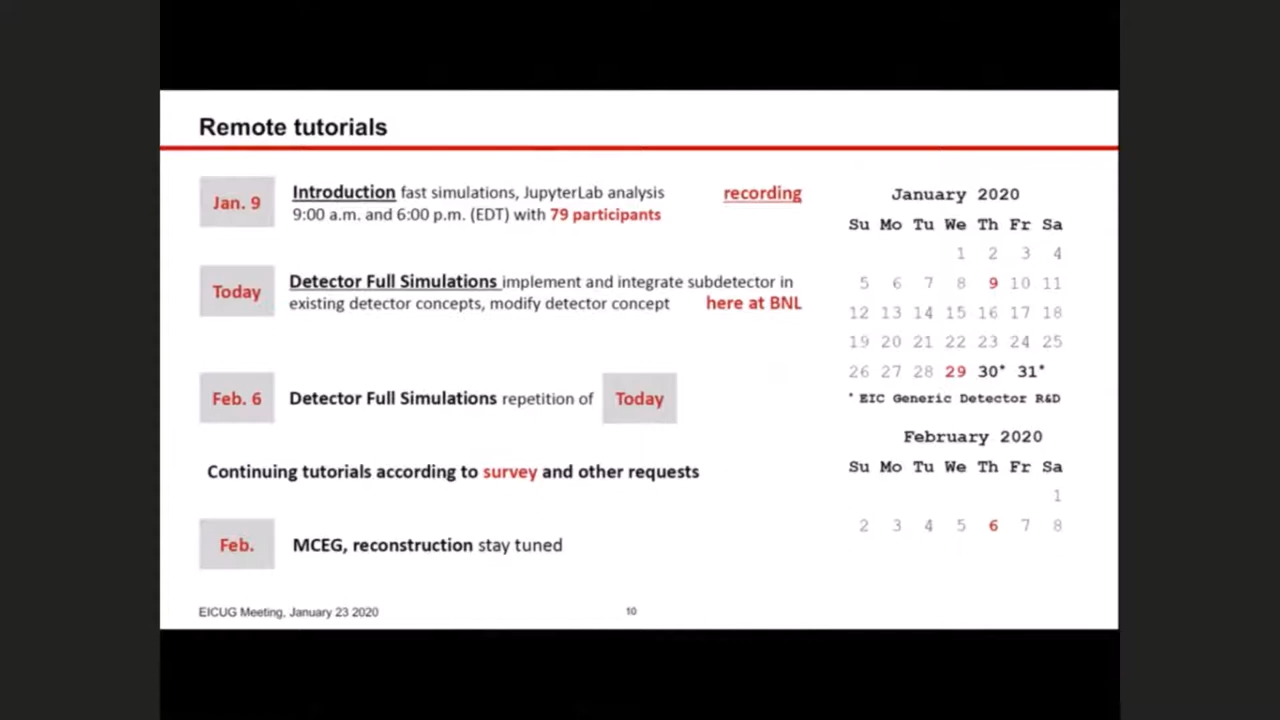 Remote tutorials
Jan. 9
Introduction fast simulations, JupyterLab analysis recording
9:00 a.m. and 6:00 p.m. (EDT) with 79 participants
Today
Detector Full Simulations implement and integrate subdetector in
existing detector concepts, modify detector concept here at BNL
Feb. 6
Detector Full Simulations repetition of Today
Continuing tutorials according to survey and other requests
Feb.
MCEG, reconstruction stay tuned
January 2020
Su Mo Tu We Th Fr Sa
1 2 3 4
5 6 7 8 9 10 11
12 13 14 15 16 17 18
19 20 21 22 23 24 25
26 27 28 29 30* 31*
* EIC Generic Detector R&D
February 2020
Su Mo Tu We Th Fr Sa
1
2 3 4 5 6 7 8
EICUG Meeting, January 23 2020
10